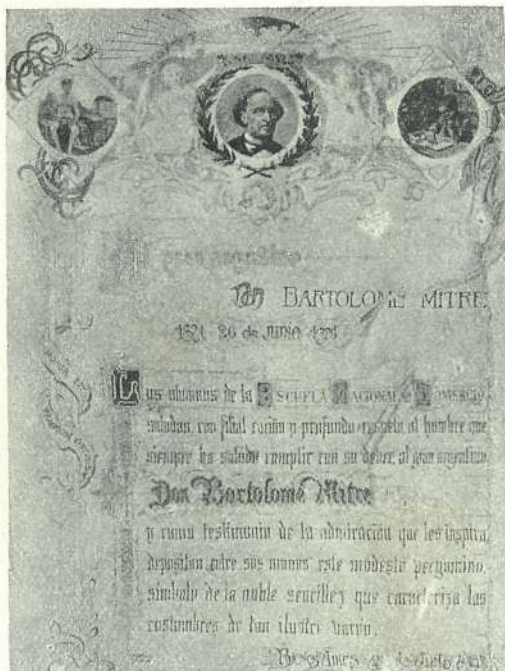 Al gran argentino
Don BARTOLOMÉ MITRE
1821 - 26 de JUNIO 1901
Los alumnos de la ESCUELA NACIONAL de COMERCIO
saludan con filial cariño y profundo respeto al hombre que
siempre ha sabido cumplir con su deber, al gran argentino
Don Bartolomé Mitre
y como testimonio de la admiración que les inspira,
depositan entre sus manos este modesto pergamino,
símbolo de la noble sencillez que caracteriza las
costumbres de tan ilustre varón.
Buenos Aires de Junio